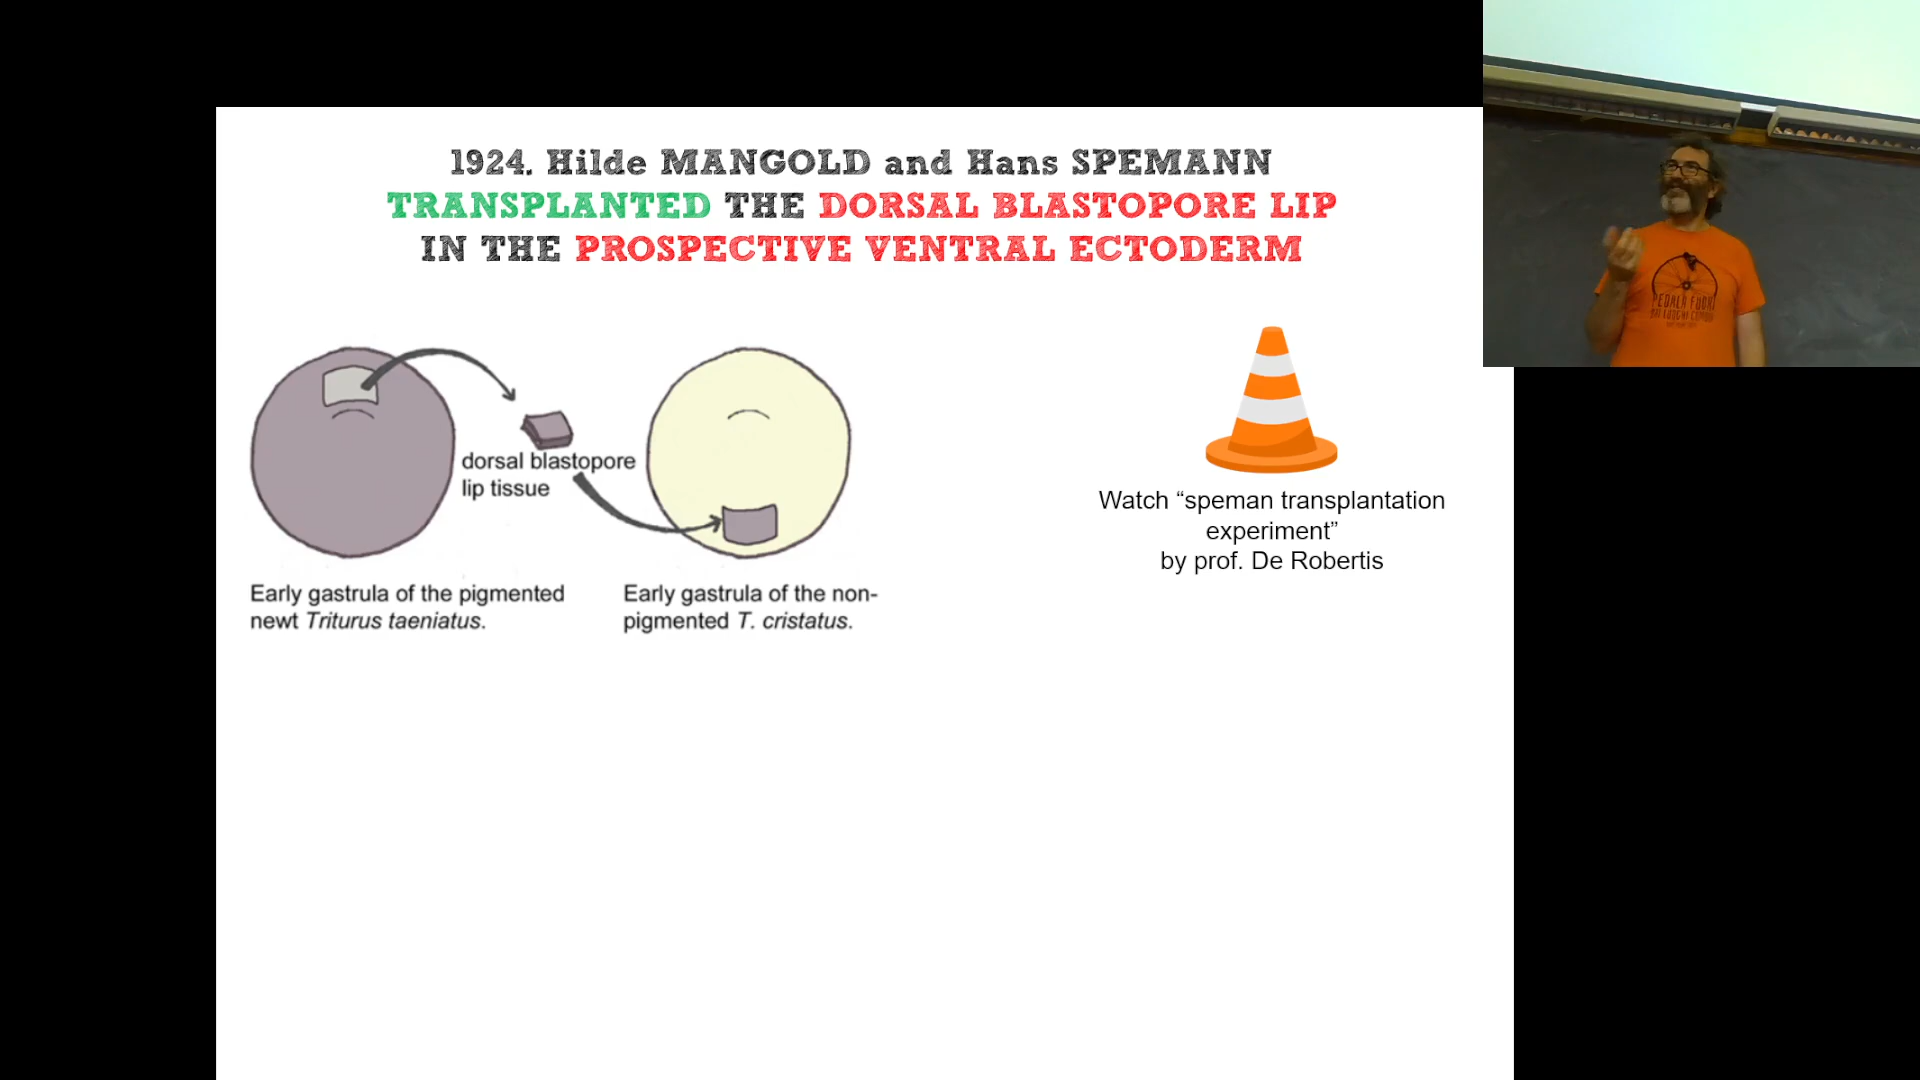 1924. Hilde MANGOLD and Hans SPEMANN
TRANSPLANTED THE DORSAL BLASTOPORE LIP
IN THE PROSPECTIVE VENTRAL ECTODERM
dorsal blastopore
lip tissue
Early gastrula of the pigmented
newt Triturus taeniatus.
Early gastrula of the non-
pigmented T. cristatus.
Watch “speman transplantation
experiment”
by prof. De Robertis